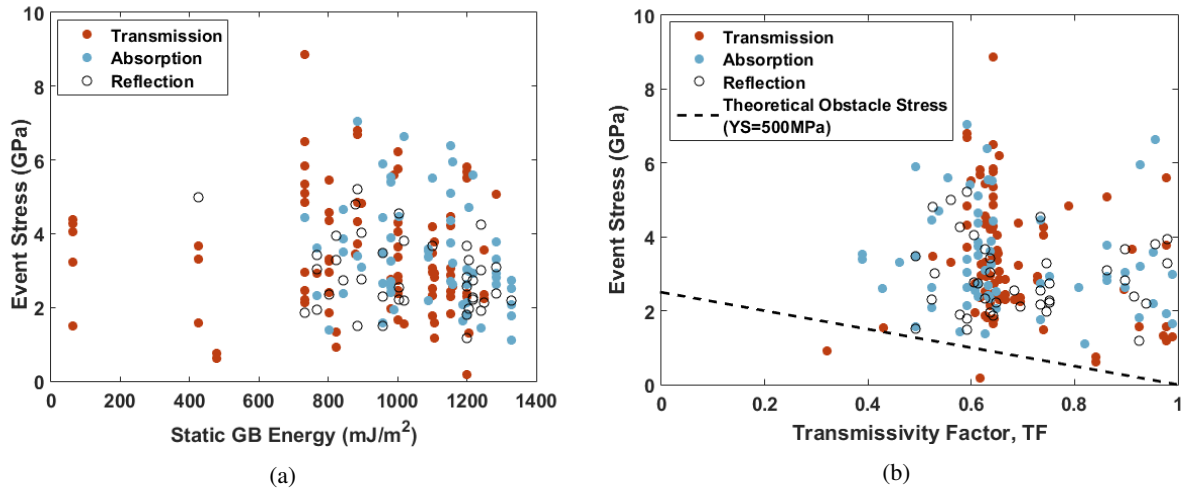 10
8
6
4
2
0
Event Stress (GPa)
Transmission
Absorption
Reflection
0
200
400
600
800
1000
1200
1400
Static GB Energy (mJ/m²)
(a)
10
8
6
4
2
0
Event Stress (GPa)
Transmission
Absorption
Reflection
Theoretical Obstacle Stress
(YS=500MPa)
0
0.2
0.4
0.6
0.8
1
Transmissivity Factor, TF
(b)